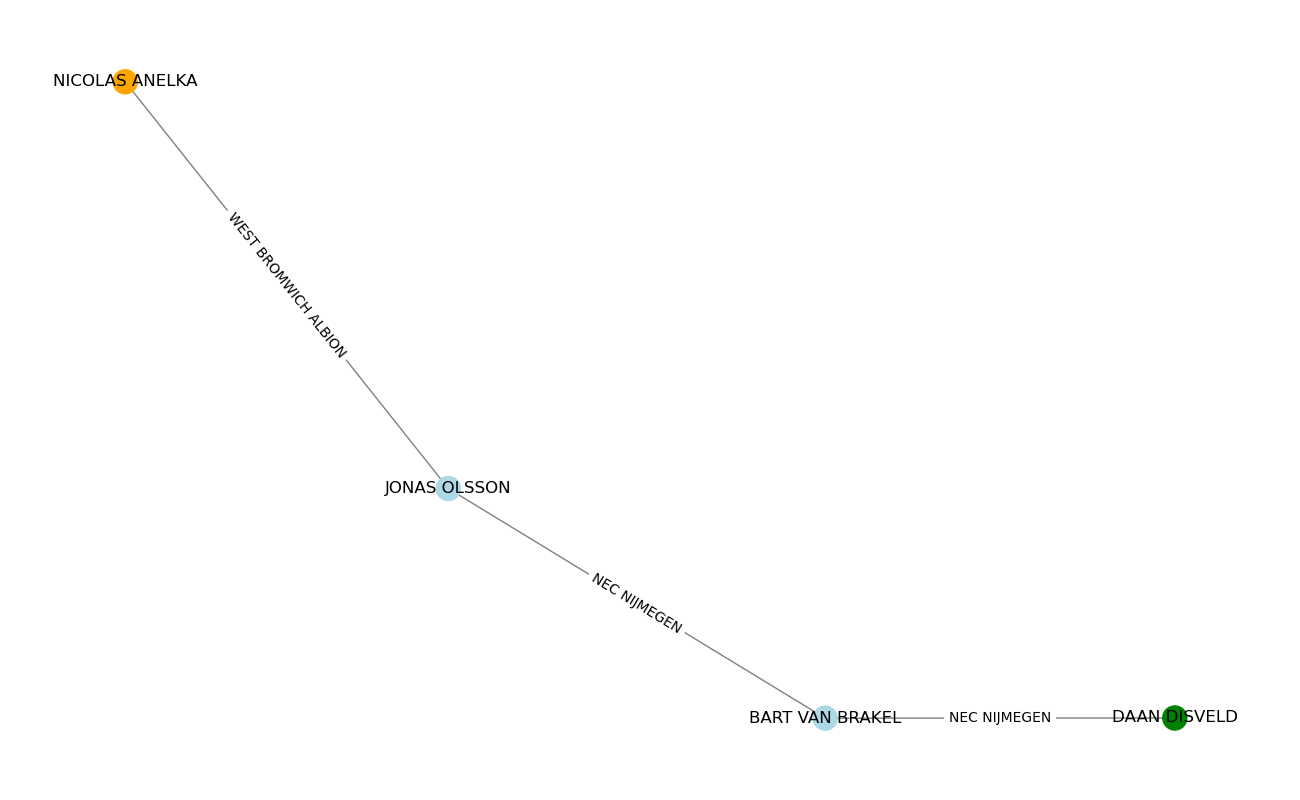 NICOLAS ANELKA
WEST BROMWICH ALBION
JONAS OLSSON
NEC NIJMEGEN
BART VAN BRAKEL
NEC NIJMEGEN
DAAN DISVELD